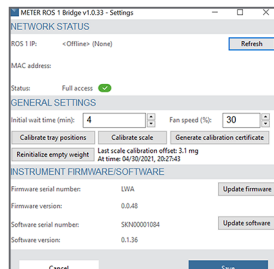 METER ROS 1 Bridge v1.0.33 - Settings
NETWORK STATUS
ROS 1 IP: <Offline> (None) Refresh
MAC address:
Status: Full access
GENERAL SETTINGS
Initial wait time (min): 4 Fan speed (%): 30
Calibrate tray positions Calibrate scale Generate calibration certificate
Reinitialize empty weight Last scale calibration offset: 3.1 mg
At time: 04/30/2021, 20:27:43
INSTRUMENT FIRMWARE/SOFTWARE
Firmware serial number: LWA Update firmware
Firmware version: 0.0.48
Software serial number: SKN00001084 Update software
Software version: 0.1.36
Cancel Save